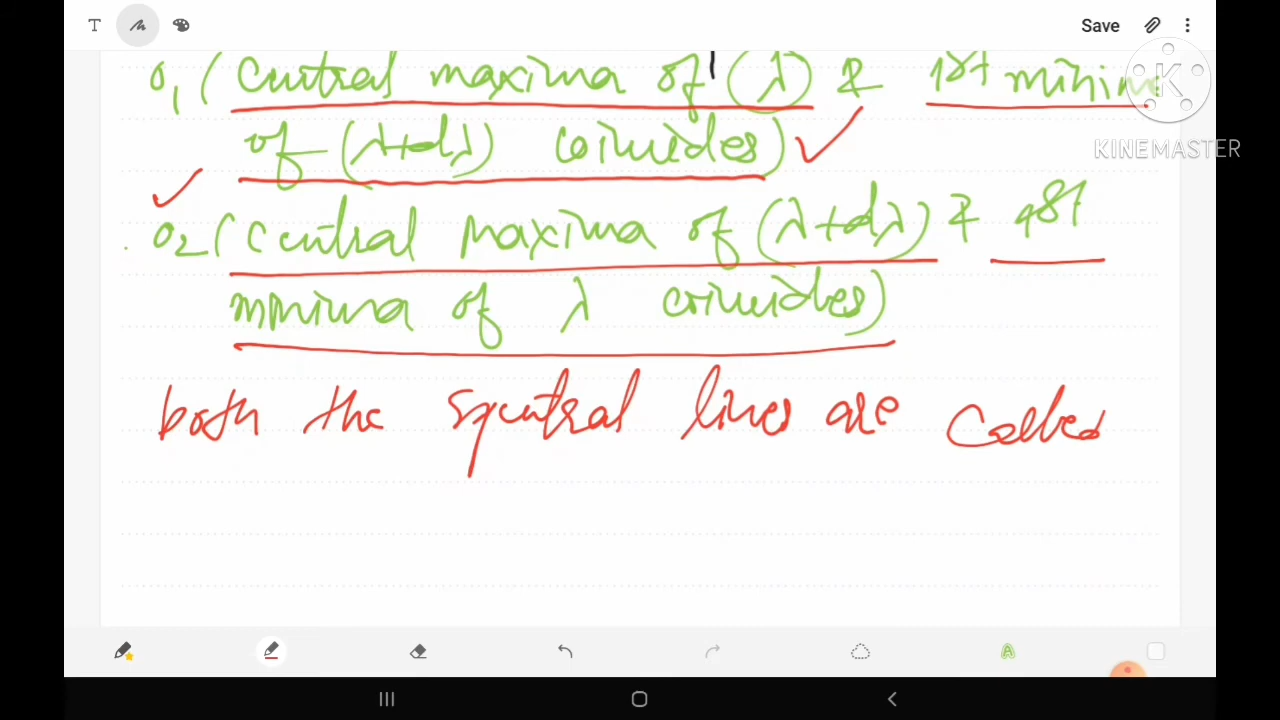 Save
O₁ ( Central maxima of (λ) & 1st minima
KINEMASTER
of (λ+dλ) coincides)
O₂ ( Central maxima of (λ+dλ) & 1st
minima of λ coincides)
both the spectral lines are called